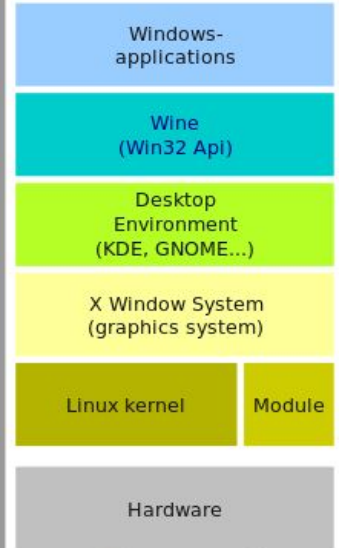 Windows-
applications
Wine
(Win32 Api)
Desktop
Environment
(KDE, GNOME...)
X Window System
(graphics system)
Linux kernel
Module
Hardware